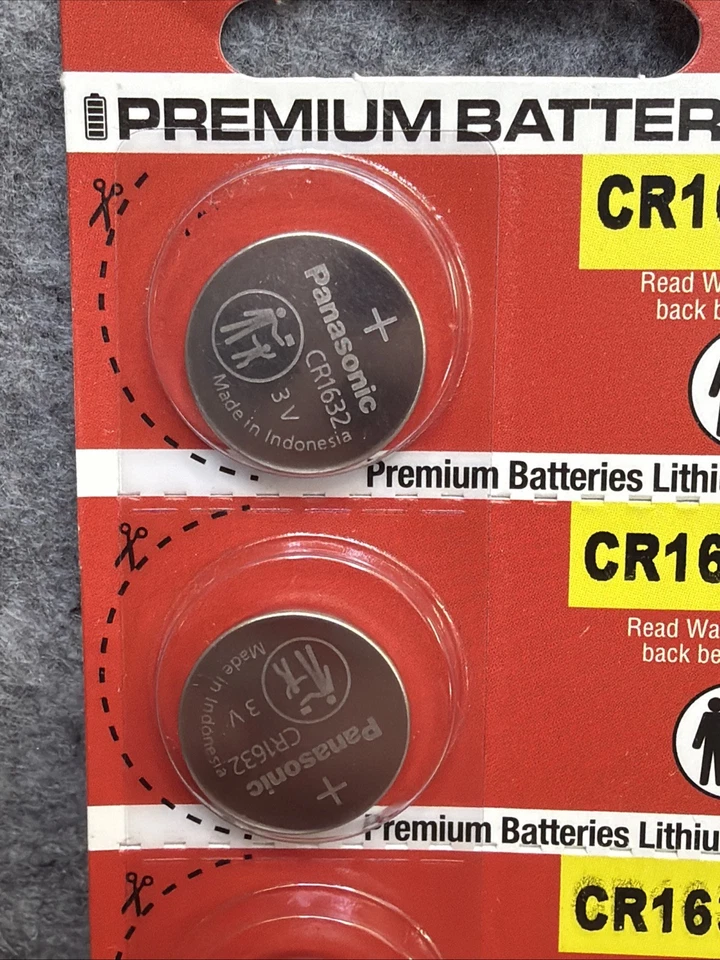 PREMIUM BATTER
CR16
Read W
back b
Panasonic
CR1632
3 V
Made in Indonesia
+
Premium Batteries Lithi
CR16
Read Wa
back be
Made in Indonesia
3 V
CR1632
Panasonic
+
Premium Batteries Lithiu
CR163